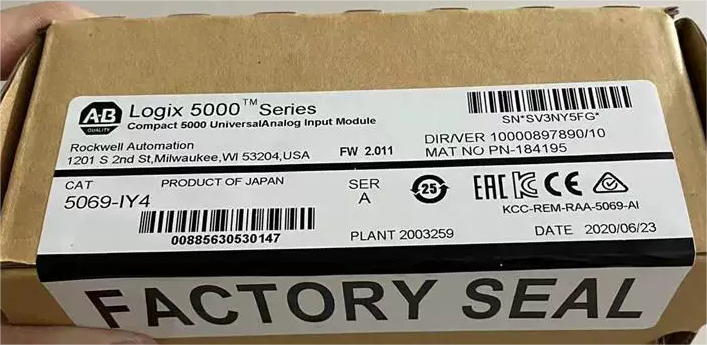 A-B QUALITY
Logix 5000™ Series
Compact 5000 UniversalAnalog Input Module
SN*SV3NY5FG*
Rockwell Automation
1201 S 2nd St,Milwaukee,WI 53204,USA
FW 2.011
DIR/VER 10000897890/10
MAT NO PN-184195
CAT
PRODUCT OF JAPAN
5069-IY4
SER
A
25
EAC CE
KCC-REM-RAA-5069-AI
00885630530147
PLANT 2003259
DATE 2020/06/23
FACTORY SEAL